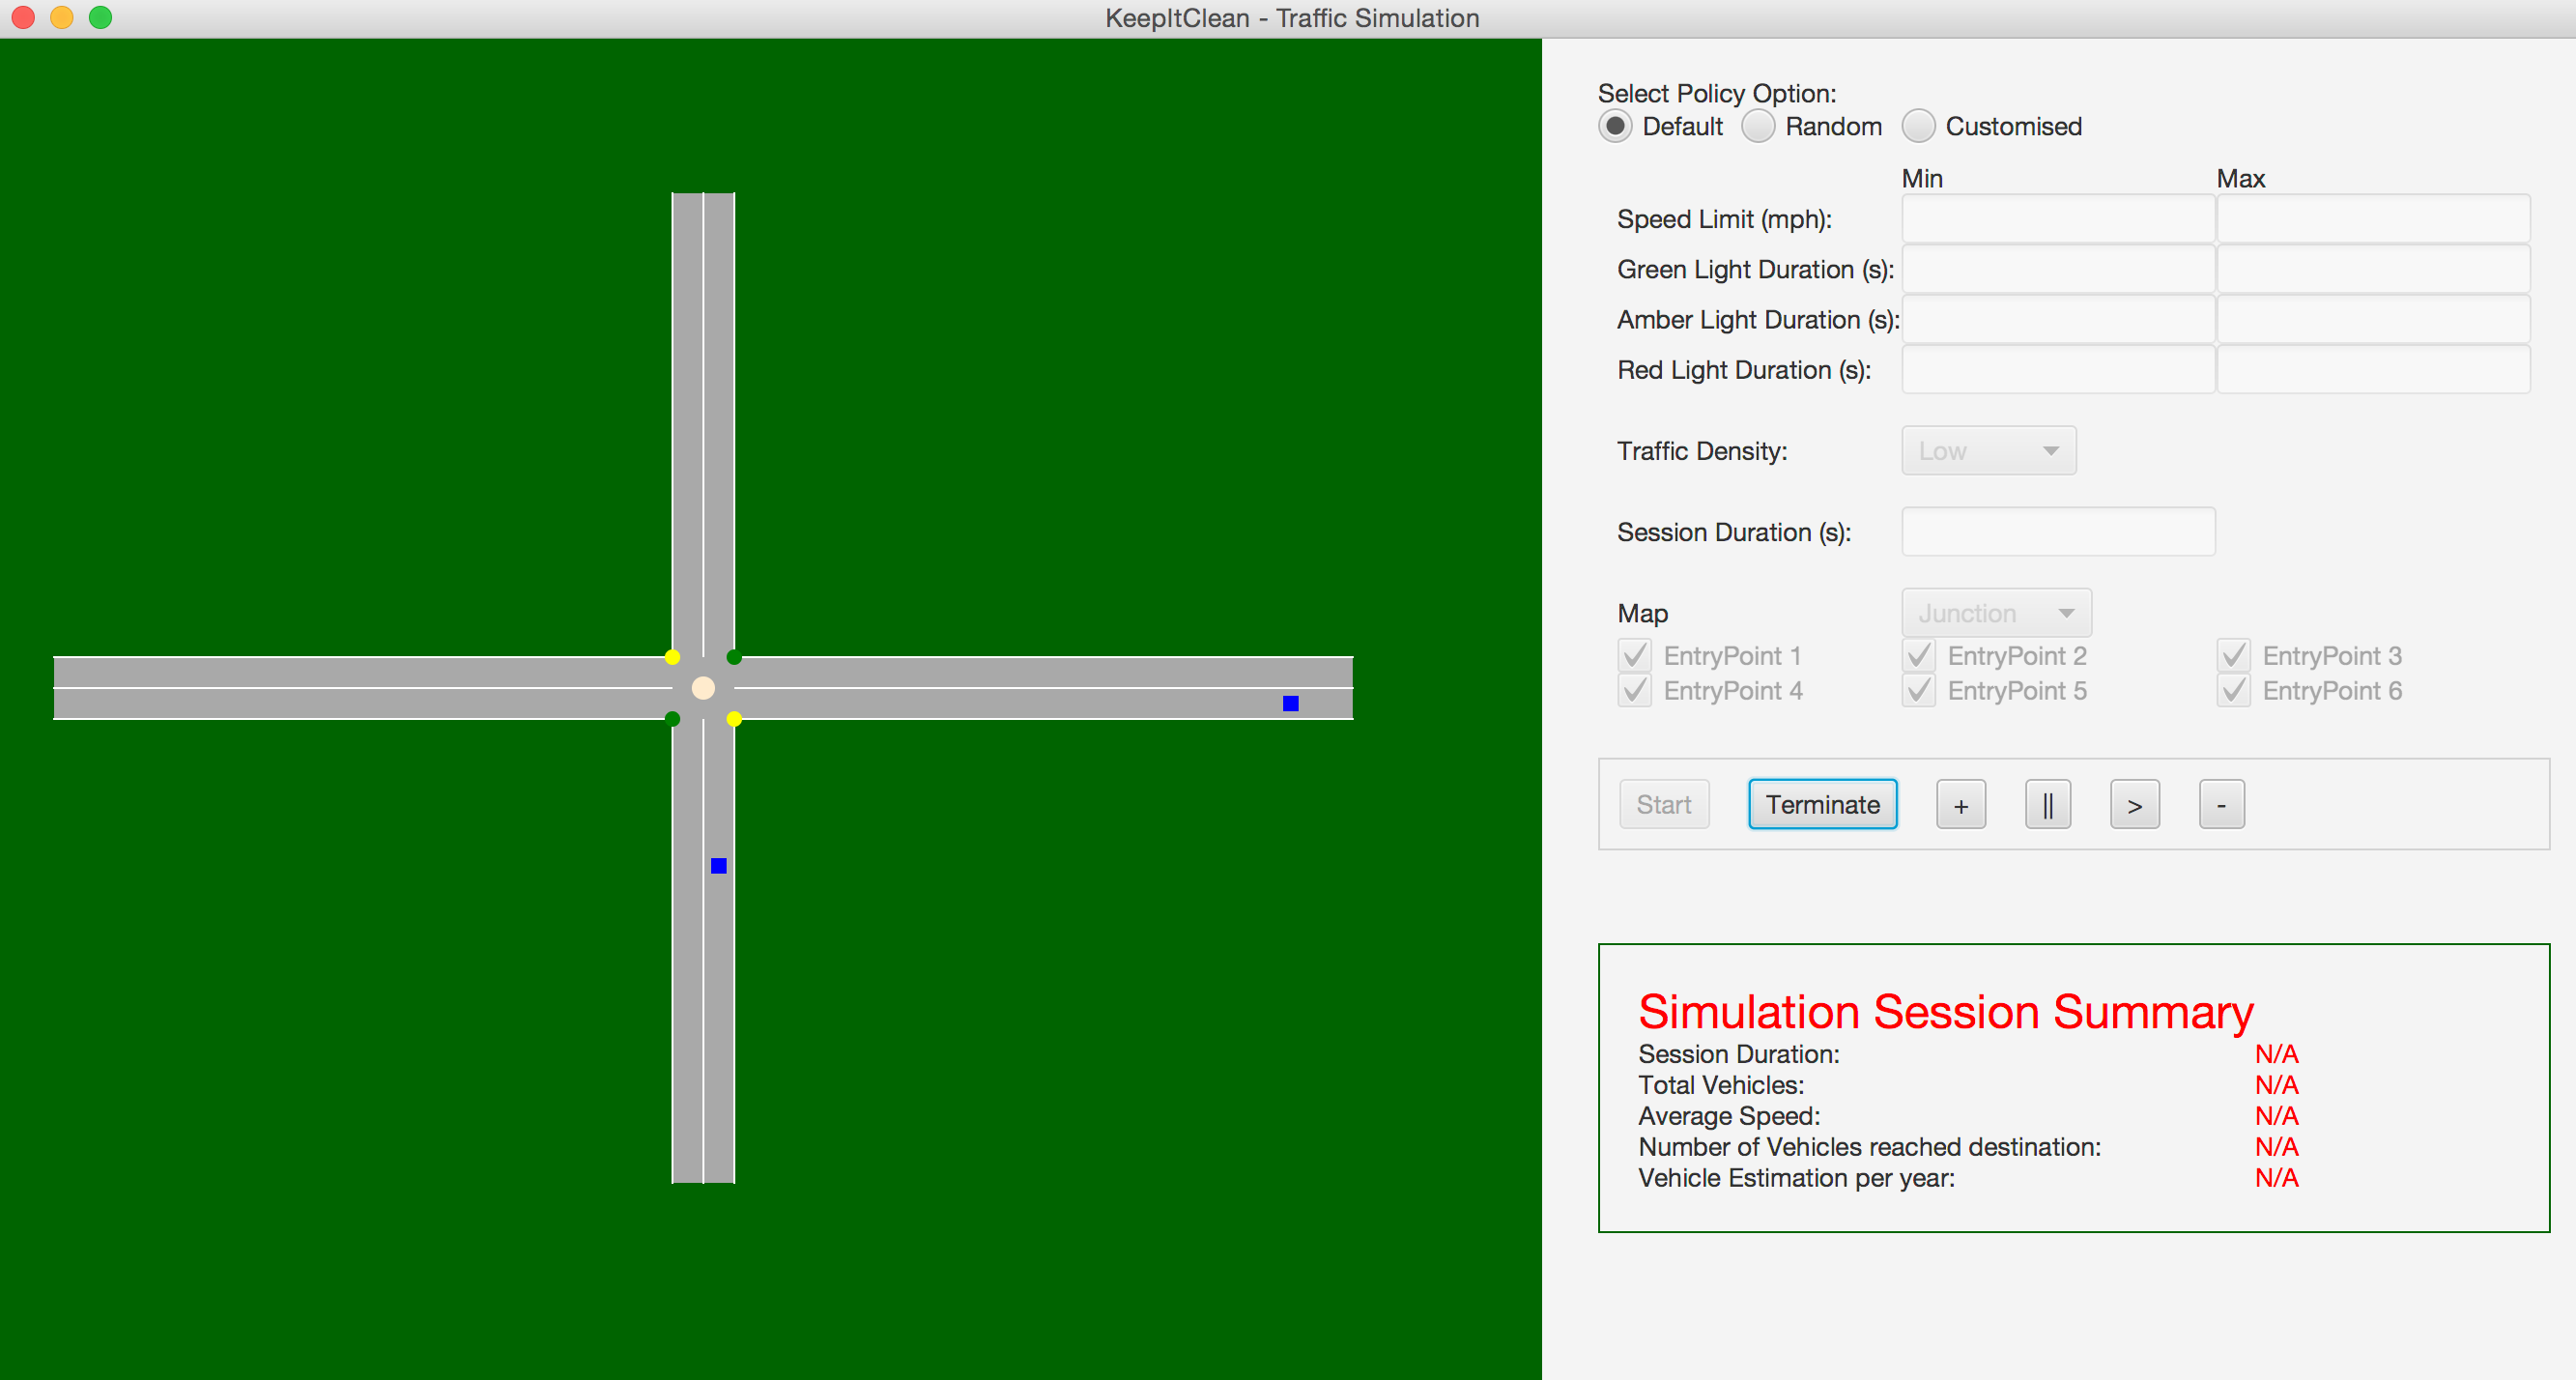 KeepItClean - Traffic Simulation
Select Policy Option:
Default Random Customised
Min Max
Speed Limit (mph):
Green Light Duration (s):
Amber Light Duration (s):
Red Light Duration (s):
Traffic Density: Low
Session Duration (s):
Map Junction
EntryPoint 1 EntryPoint 2 EntryPoint 3
EntryPoint 4 EntryPoint 5 EntryPoint 6
Start Terminate + || > -
Simulation Session Summary
Session Duration: N/A
Total Vehicles: N/A
Average Speed: N/A
Number of Vehicles reached destination: N/A
Vehicle Estimation per year: N/A